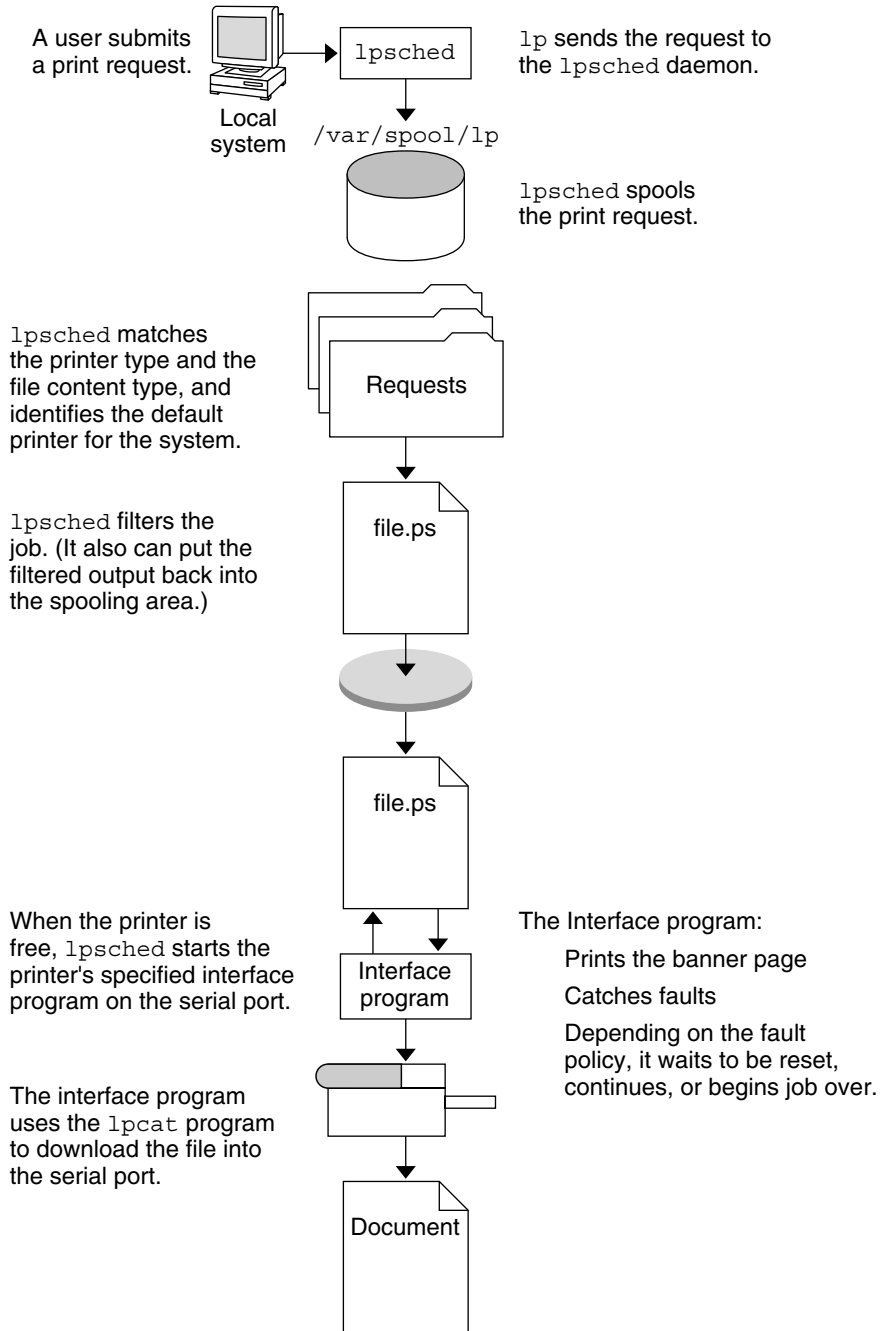 A user submits
a print request.
lpsched
lp sends the request to
the lpsched daemon.
Local
system
/var/spool/lp
lpsched spools
the print request.
lpsched matches
the printer type and the
file content type, and
identifies the default
printer for the system.
Requests
lpsched filters the
job. (It also can put the
filtered output back into
the spooling area.)
file.ps
file.ps
When the printer is
free, lpsched starts the
printer's specified interface
program on the serial port.
Interface
program
The Interface program:
Prints the banner page
Catches faults
Depending on the fault
policy, it waits to be reset,
continues, or begins job over.
The interface program
uses the lpcat program
to download the file into
the serial port.
Document